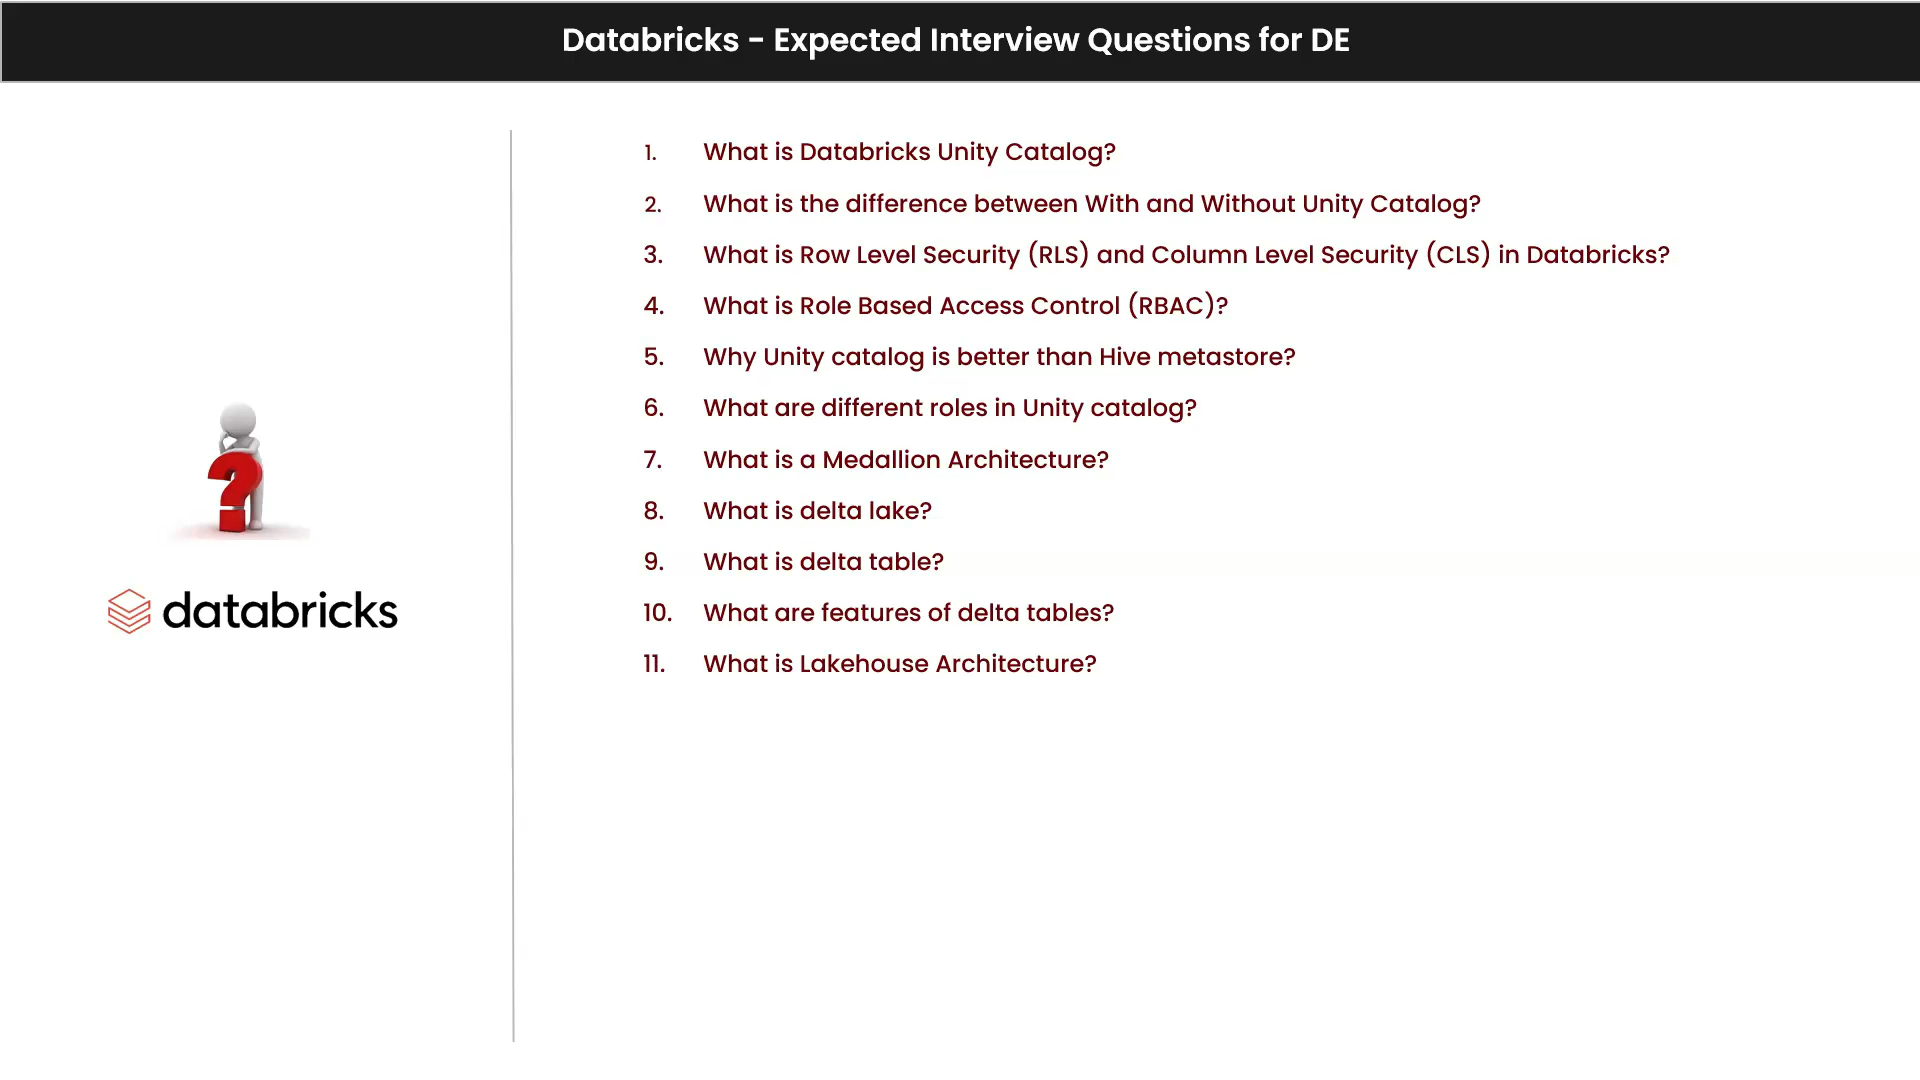 Databricks - Expected Interview Questions for DE
1. What is Databricks Unity Catalog?
2. What is the difference between With and Without Unity Catalog?
3. What is Row Level Security (RLS) and Column Level Security (CLS) in Databricks?
4. What is Role Based Access Control (RBAC)?
5. Why Unity catalog is better than Hive metastore?
6. What are different roles in Unity catalog?
7. What is a Medallion Architecture?
8. What is delta lake?
9. What is delta table?
10. What are features of delta tables?
11. What is Lakehouse Architecture?
?
databricks